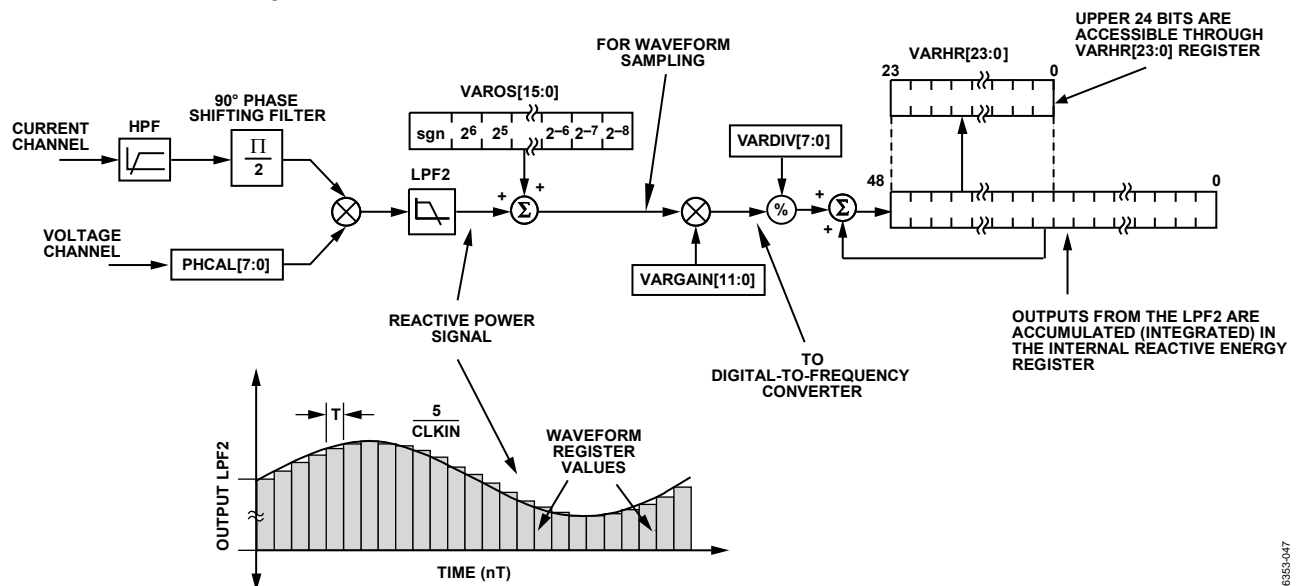 UPPER 24 BITS ARE
ACCESSIBLE THROUGH
VARHR[23:0] REGISTER
FOR WAVEFORM
SAMPLING
VARHR[23:0]
23
0
90° PHASE
SHIFTING FILTER
VAROS[15:0]
CURRENT
CHANNEL
HPF
Π
2
sgn 2⁶ 2⁵ 2⁻⁶ 2⁻⁷ 2⁻⁸
VARDIV[7:0]
LPF2
+
+
Σ
%
+
+
Σ
48
0
VOLTAGE
CHANNEL
PHCAL[7:0]
VARGAIN[11:0]
REACTIVE POWER
SIGNAL
TO
DIGITAL-TO-FREQUENCY
CONVERTER
OUTPUTS FROM THE LPF2 ARE
ACCUMULATED (INTEGRATED) IN
THE INTERNAL REACTIVE ENERGY
REGISTER
T
5
CLKIN
WAVEFORM
REGISTER
VALUES
OUTPUT LPF2
TIME (nT)
6353-047